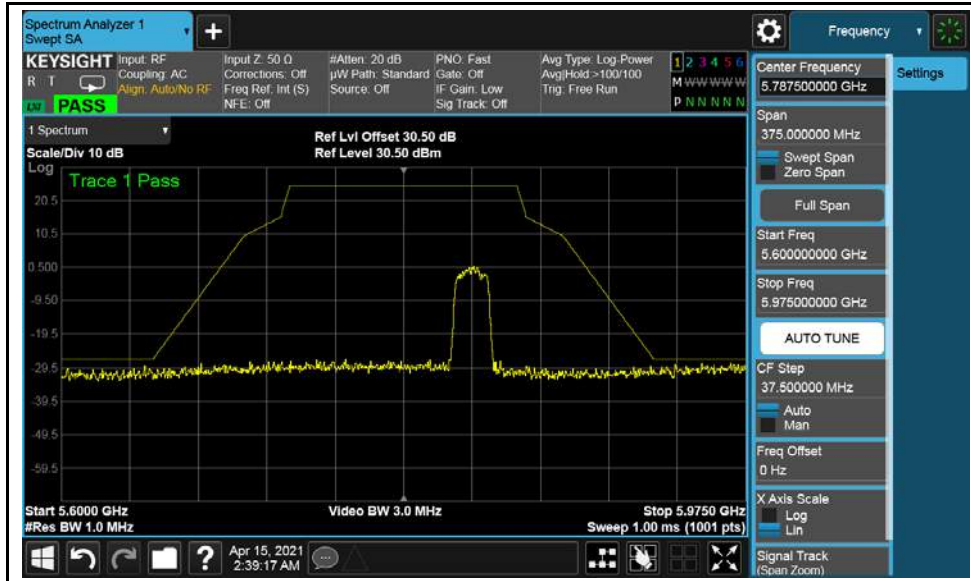 Spectrum Analyzer 1
Swept SA
+
Frequency
KEYSIGHT
R T
PASS
Input: RF
Coupling: AC
Align: Auto/No RF
Input Z: 50 Ω
Corrections: Off
Freq Ref: Int (S)
NFE: Off
#Atten: 20 dB
µW Path: Standard
Source: Off
PNO: Fast
Gate: Off
IF Gain: Low
Sig Track: Off
Avg Type: Log-Power
Avg|Hold:>100/100
Trig: Free Run
1 2 3 4 5 6
M W W W W W W
P N N N N N
1 Spectrum
Scale/Div 10 dB
Ref Lvl Offset 30.50 dB
Ref Level 30.50 dBm
Log
Trace 1 Pass
20.5
10.5
0.500
-9.50
-19.5
-29.5
-39.5
-49.5
-59.5
Start 5.6000 GHz
#Res BW 1.0 MHz
Video BW 3.0 MHz
Stop 5.9750 GHz
Sweep 1.00 ms (1001 pts)
?
Apr 15, 2021
2:39:17 AM
Center Frequency
5.787500000 GHz
Span
375.000000 MHz
Swept Span
Zero Span
Full Span
Start Freq
5.600000000 GHz
Stop Freq
5.975000000 GHz
AUTO TUNE
CF Step
37.500000 MHz
Auto
Man
Freq Offset
0 Hz
X Axis Scale
Log
Lin
Signal Track
(Span Zoom)
Settings